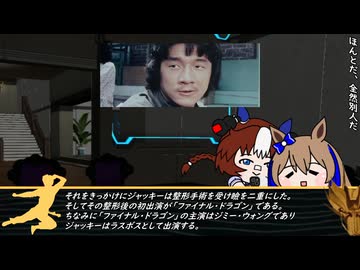 ほんとだ、全然別人だ
それをきっかけにジャッキーは整形手術を受け絵を二重にした。
そしてその整形後の初出演が「ファイナル・ドラゴン」である。
ちなみに「ファイナル・ドラゴン」の主演はジミー・ウォングであり
ジャッキーはラスボスとして出演する。